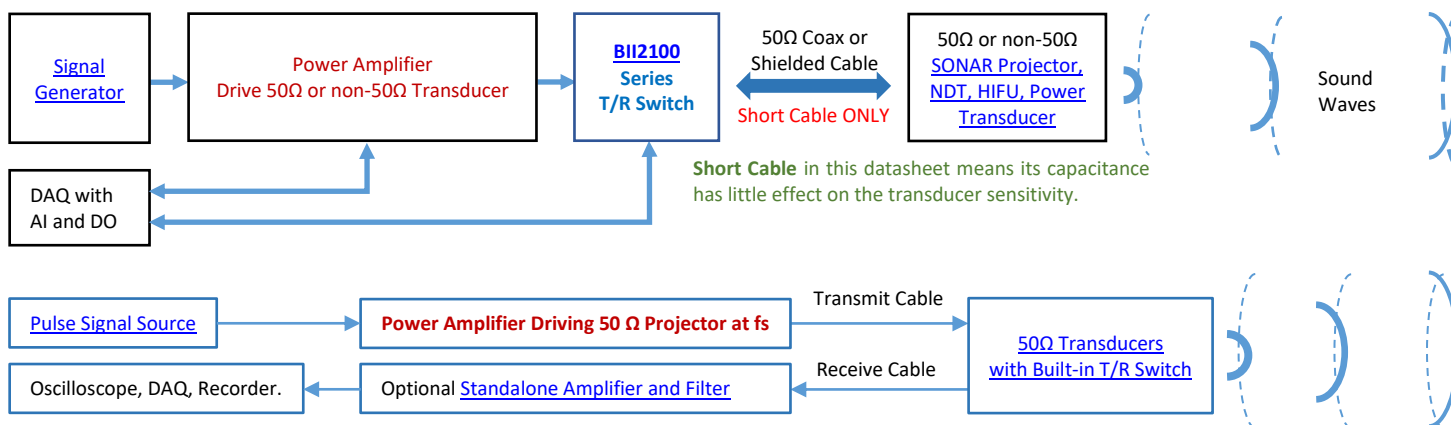 Signal
Generator
Power Amplifier
Drive 50Ω or non-50Ω Transducer
BII2100
Series
T/R Switch
50Ω Coax or
Shielded Cable
Short Cable ONLY
50Ω or non-50Ω
SONAR Projector,
NDT, HIFU, Power
Transducer
Sound
Waves
DAQ with
AI and DO
Short Cable in this datasheet means its capacitance
has little effect on the transducer sensitivity.
Pulse Signal Source
Power Amplifier Driving 50 Ω Projector at fs
Transmit Cable
50Ω Transducers
with Built-in T/R Switch
Oscilloscope, DAQ, Recorder.
Optional Standalone Amplifier and Filter
Receive Cable